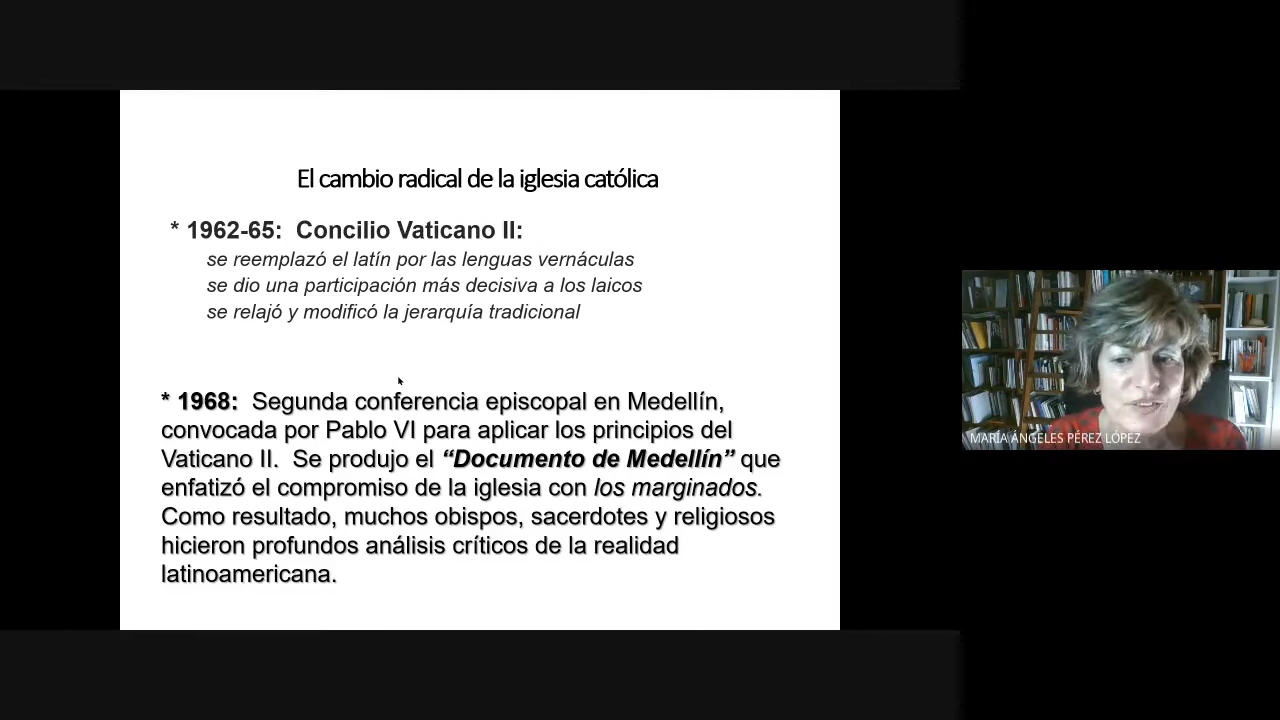 El cambio radical de la iglesia católica
* 1962-65:  Concilio Vaticano II:
se reemplazó el latín por las lenguas vernáculas
se dio una participación más decisiva a los laicos
se relajó y modificó la jerarquía tradicional
* 1968:  Segunda conferencia episcopal en Medellín,
convocada por Pablo VI para aplicar los principios del
Vaticano II.  Se produjo el “Documento de Medellín” que
enfatizó el compromiso de la iglesia con los marginados.
Como resultado, muchos obispos, sacerdotes y religiosos
hicieron profundos análisis críticos de la realidad
latinoamericana.
MARÍA ÁNGELES PÉREZ LÓPEZ